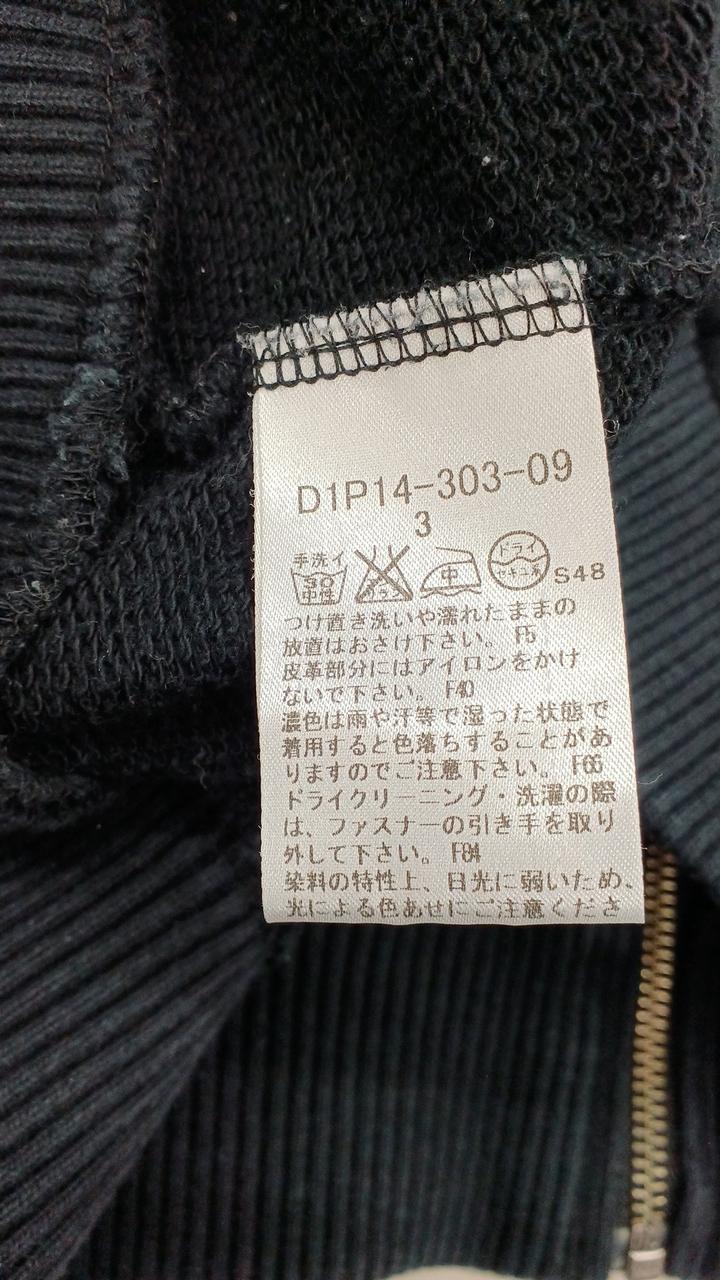 D1P14-303-09
3
手洗イ
30
中性
中
ドライ
セキユ系
S48
つけ置き洗いや濡れたままの
放置はおさけ下さい。 F5
皮革部分にはアイロンをかけ
ないで下さい。 F40
濃色は雨や汗等で湿った状態で
着用すると色落ちすることがあ
りますのでご注意下さい。 F66
ドライクリーニング・洗濯の際
は、ファスナーの引き手を取り
外して下さい。 F84
染料の特性上、日光に弱いため、
光による色あせにご注意くださ